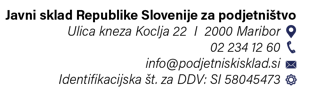 Javni sklad Republike Slovenije za podjetništvo
Ulica kneza Koclja 22 I 2000 Maribor
02 234 12 60
info@podjetniskisklad.si
Identifikacijska št. za DDV: SI 58045473